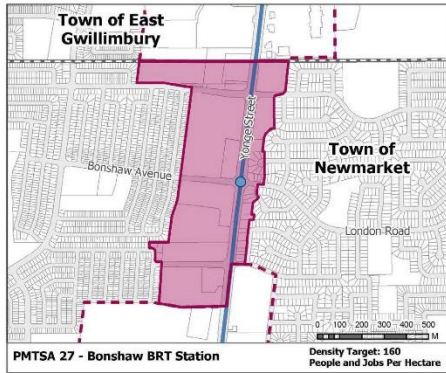 Town of East
Gwillimbury
Yonge Street
Bonshaw Avenue
Town of
Newmarket
London Road
0 100 200 300 400 500
M
PMTSA 27 - Bonshaw BRT Station
Density Target: 160
People and Jobs Per Hectare